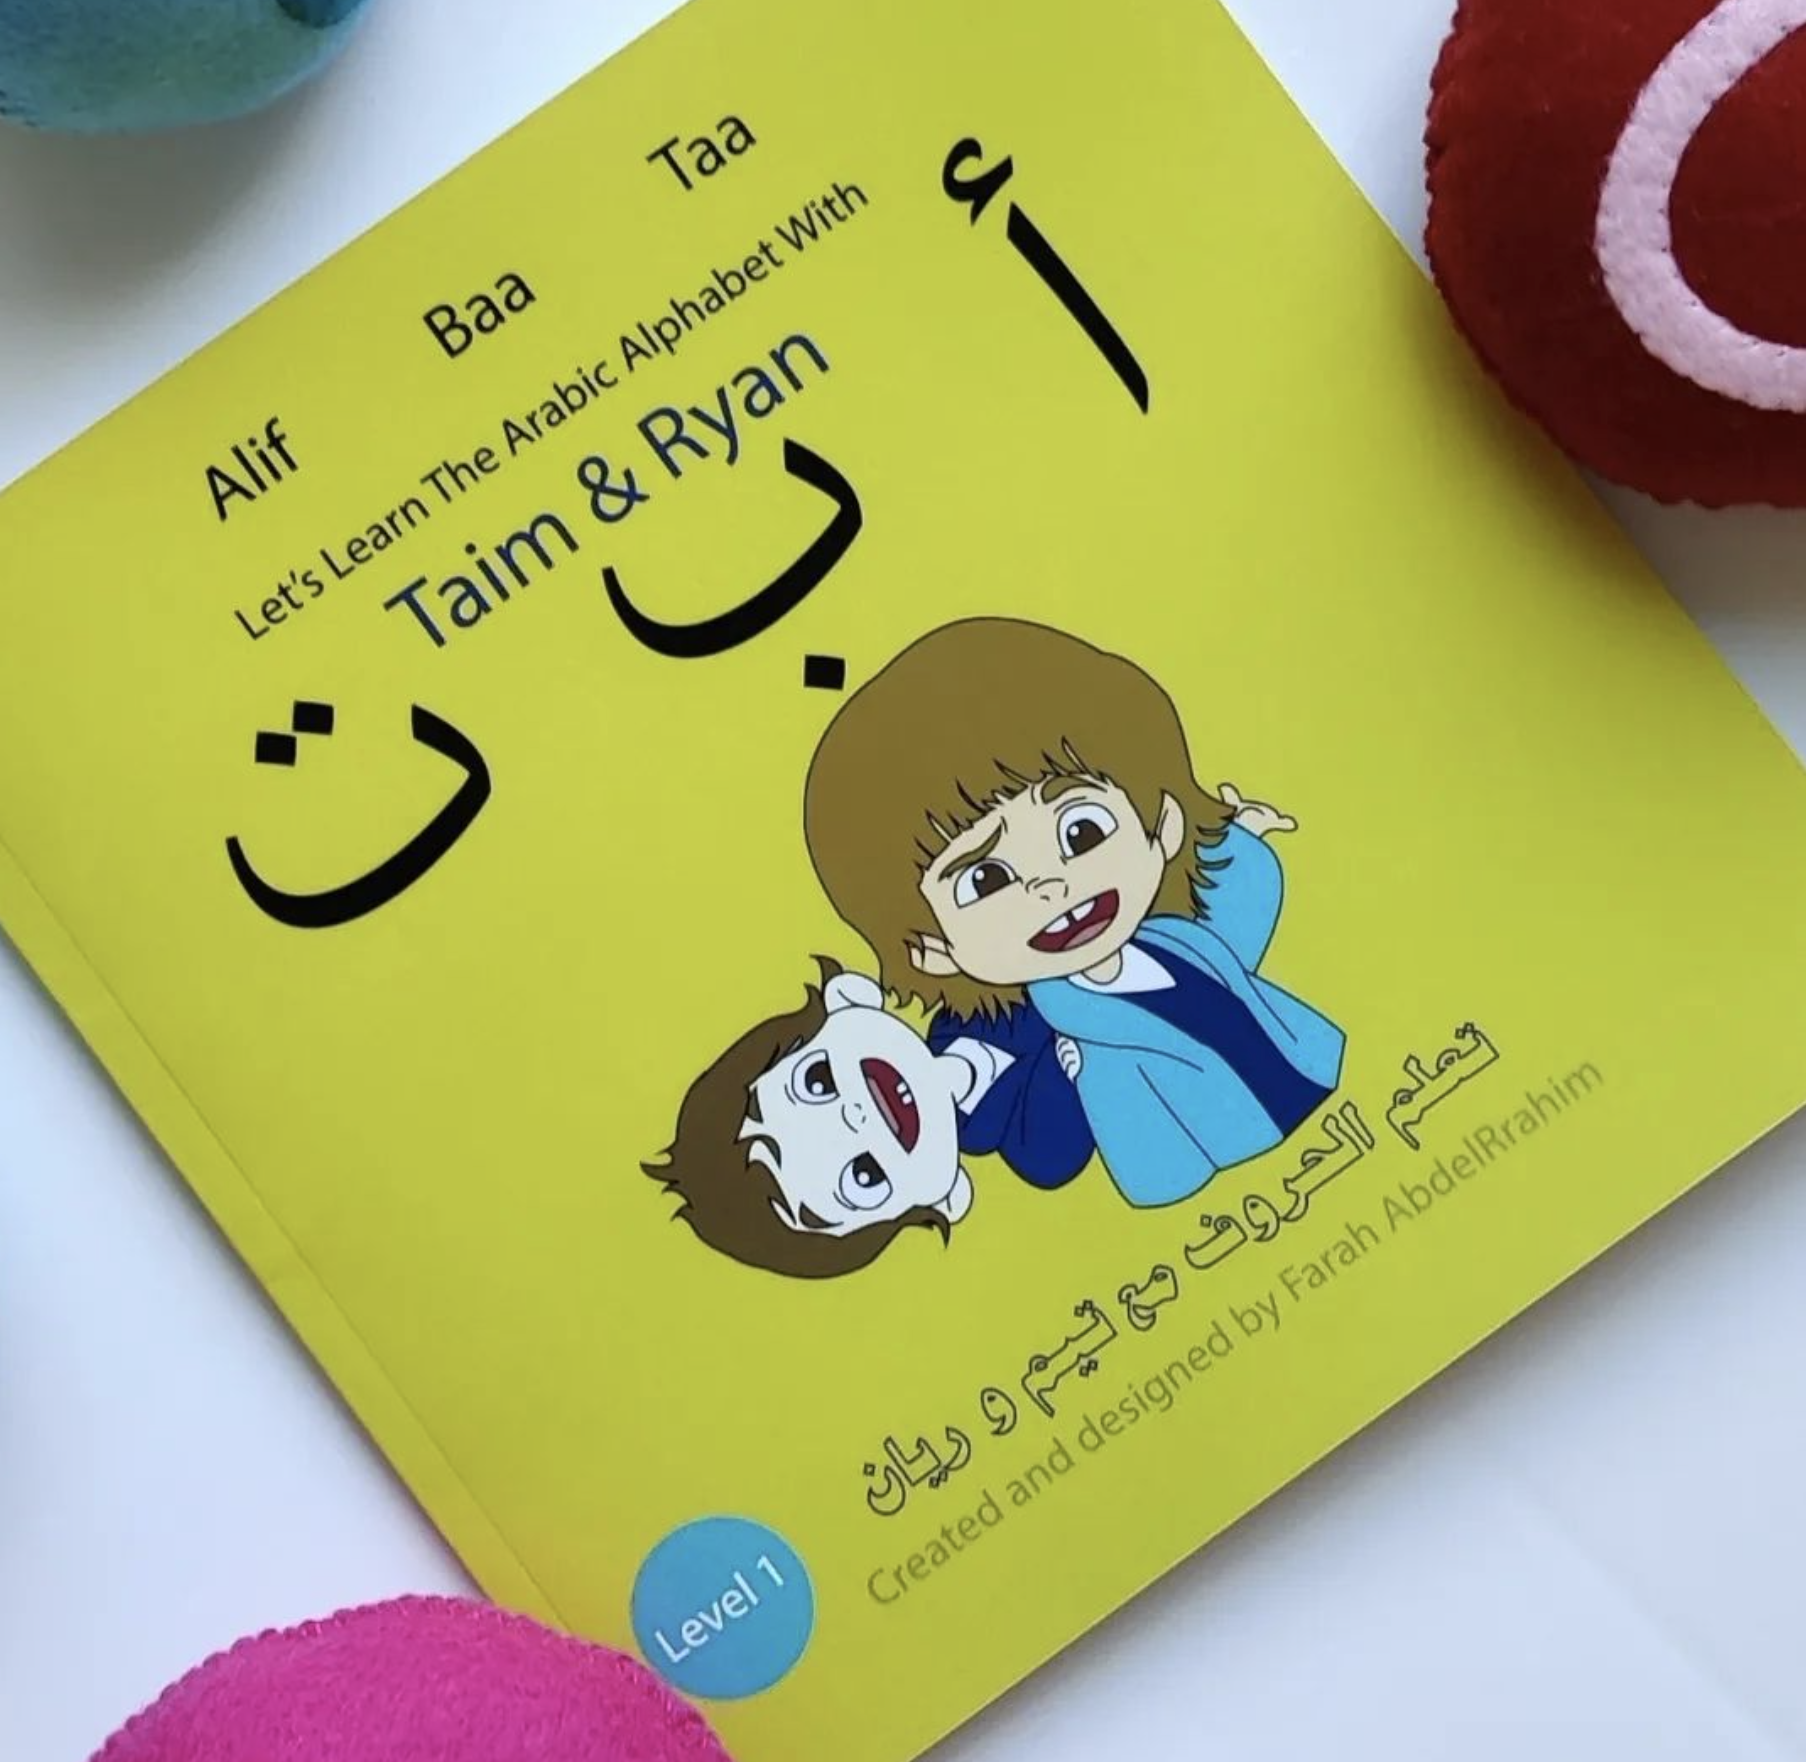 Alif Baa Taa
Let's Learn The Arabic Alphabet With
Taim & Ryan
أ
ب
ت
تعلم الحروف مع تيم و ريان
Created and designed by Farah AbdelRrahim
Level 1